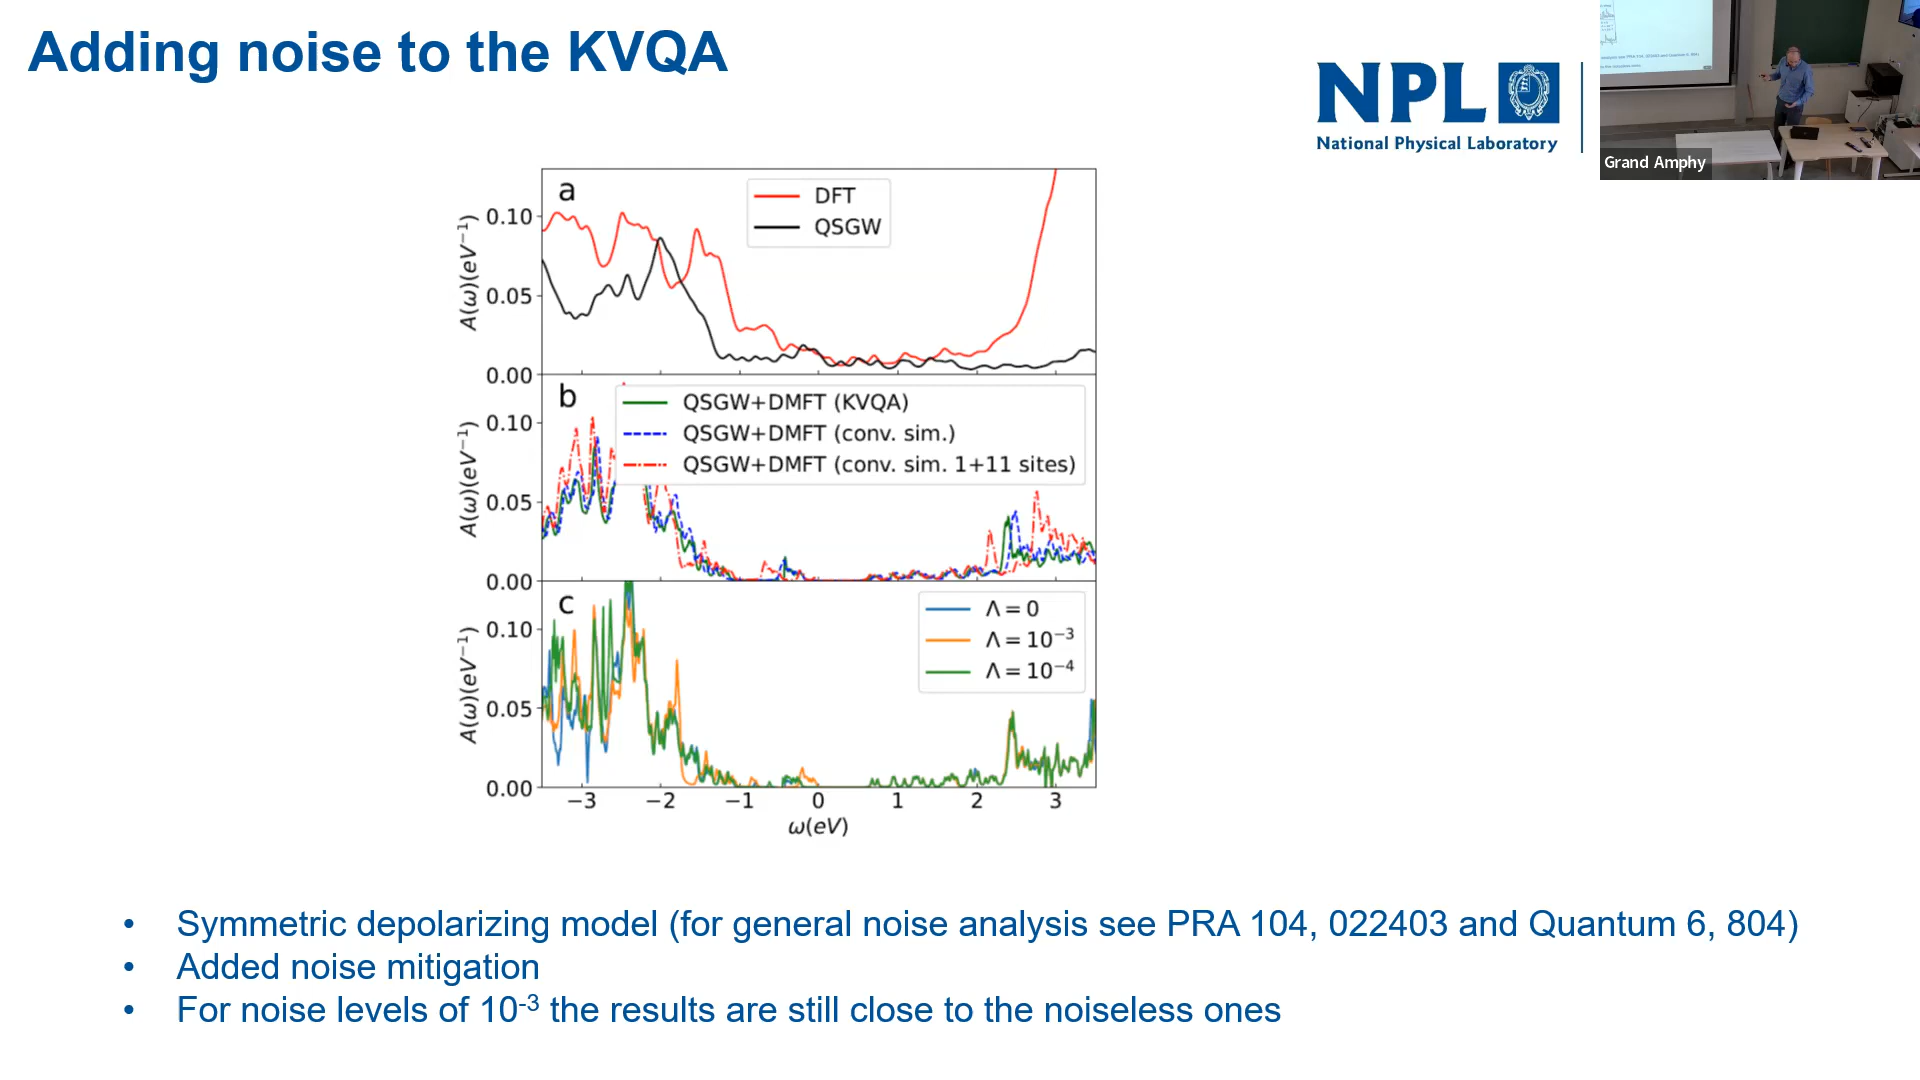 Adding noise to the KVQA
NPL
National Physical Laboratory
Grand Amphy
a
DFT
QSGW
A(ω)(eV⁻¹)
0.10
0.05
0.00
b
QSGW+DMFT (KVQA)
QSGW+DMFT (conv. sim.)
QSGW+DMFT (conv. sim. 1+11 sites)
A(ω)(eV⁻¹)
0.10
0.05
0.00
c
Λ = 0
Λ = 10⁻³
Λ = 10⁻⁴
A(ω)(eV⁻¹)
0.10
0.05
0.00
−3 −2 −1 0 1 2 3
ω(eV)
• Symmetric depolarizing model (for general noise analysis see PRA 104, 022403 and Quantum 6, 804)
• Added noise mitigation
• For noise levels of 10⁻³ the results are still close to the noiseless ones